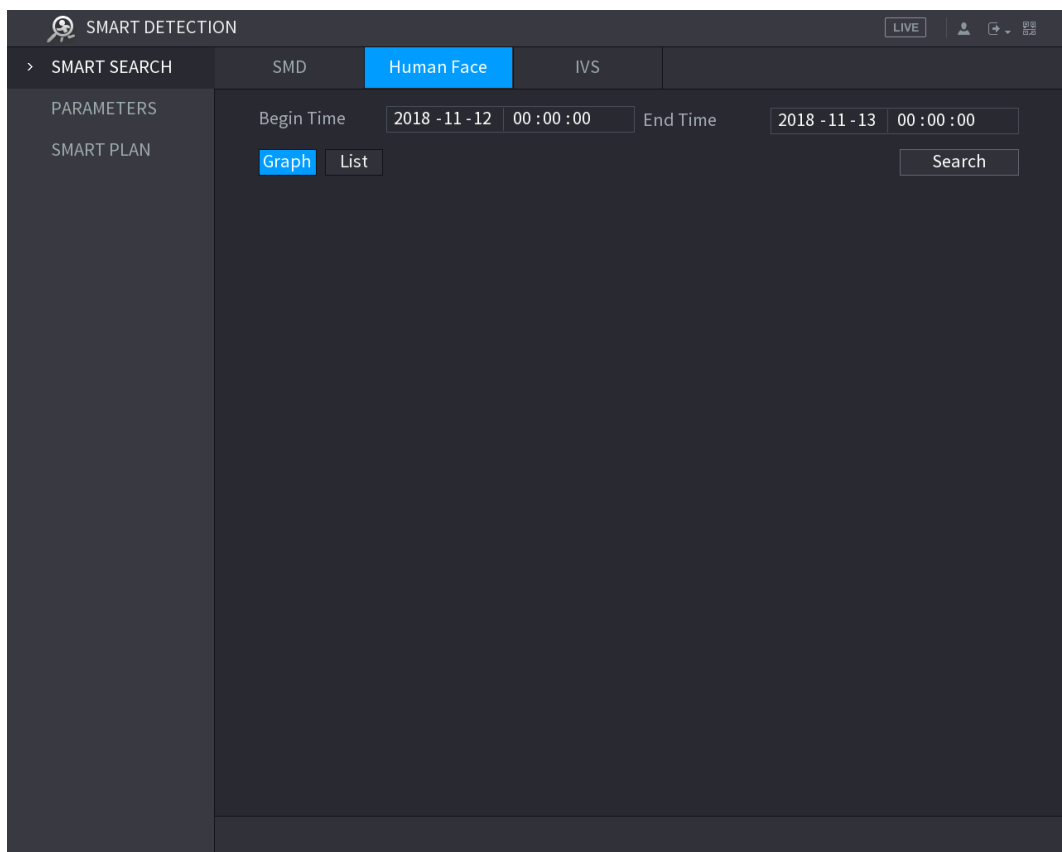 SMART DETECTION LIVE
SMART SEARCH SMD Human Face IVS
PARAMETERS Begin Time 2018 -11 -12 00 :00 :00 End Time 2018 -11 -13 00 :00 :00
SMART PLAN Graph List Search